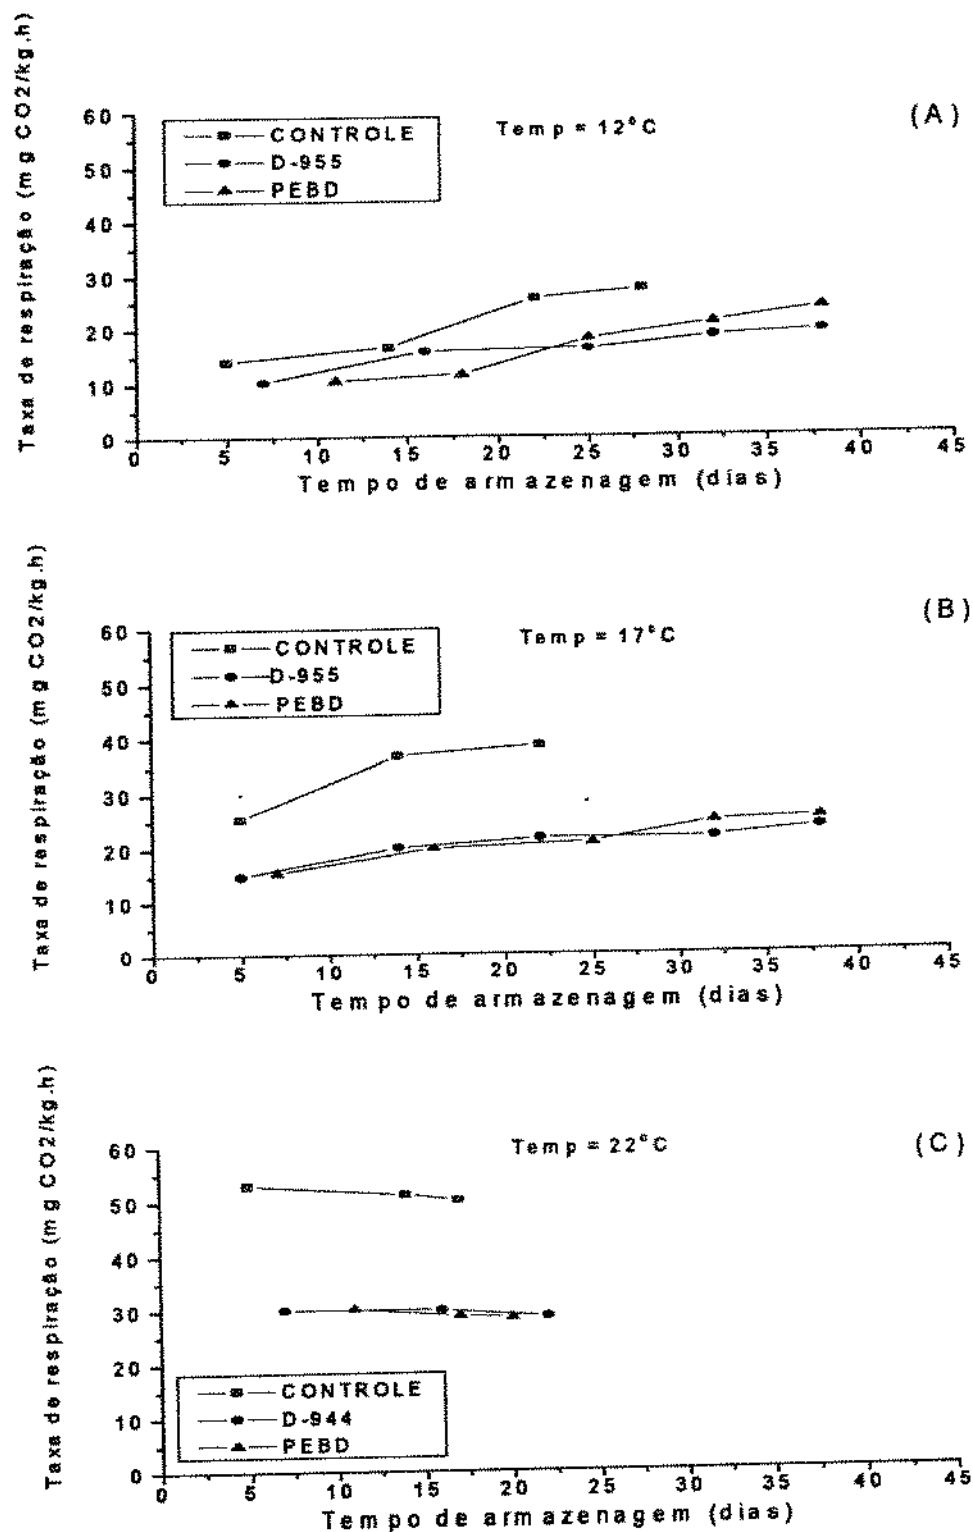 (A)
Temp = 12°C
CONTROLE
D-955
PEBD
Taxa de respiração (mg CO2/kg.h)
60
50
40
30
20
10
0
0 5 10 15 20 25 30 35 40 45
Tempo de armazenagem (días)
(B)
Temp = 17°C
CONTROLE
D-955
PEBD
Taxa de respiração (mg CO2/kg.h)
60
50
40
30
20
10
0
0 5 10 15 20 25 30 35 40 45
Tempo de armazenagem (dias)
(C)
Temp = 22°C
Taxa de respiração (mg CO2/kg.h)
60
50
40
30
20
10
0
CONTROLE
D-944
PEBD
0 5 10 15 20 25 30 35 40 45
Tempo de armazenagem (dias)